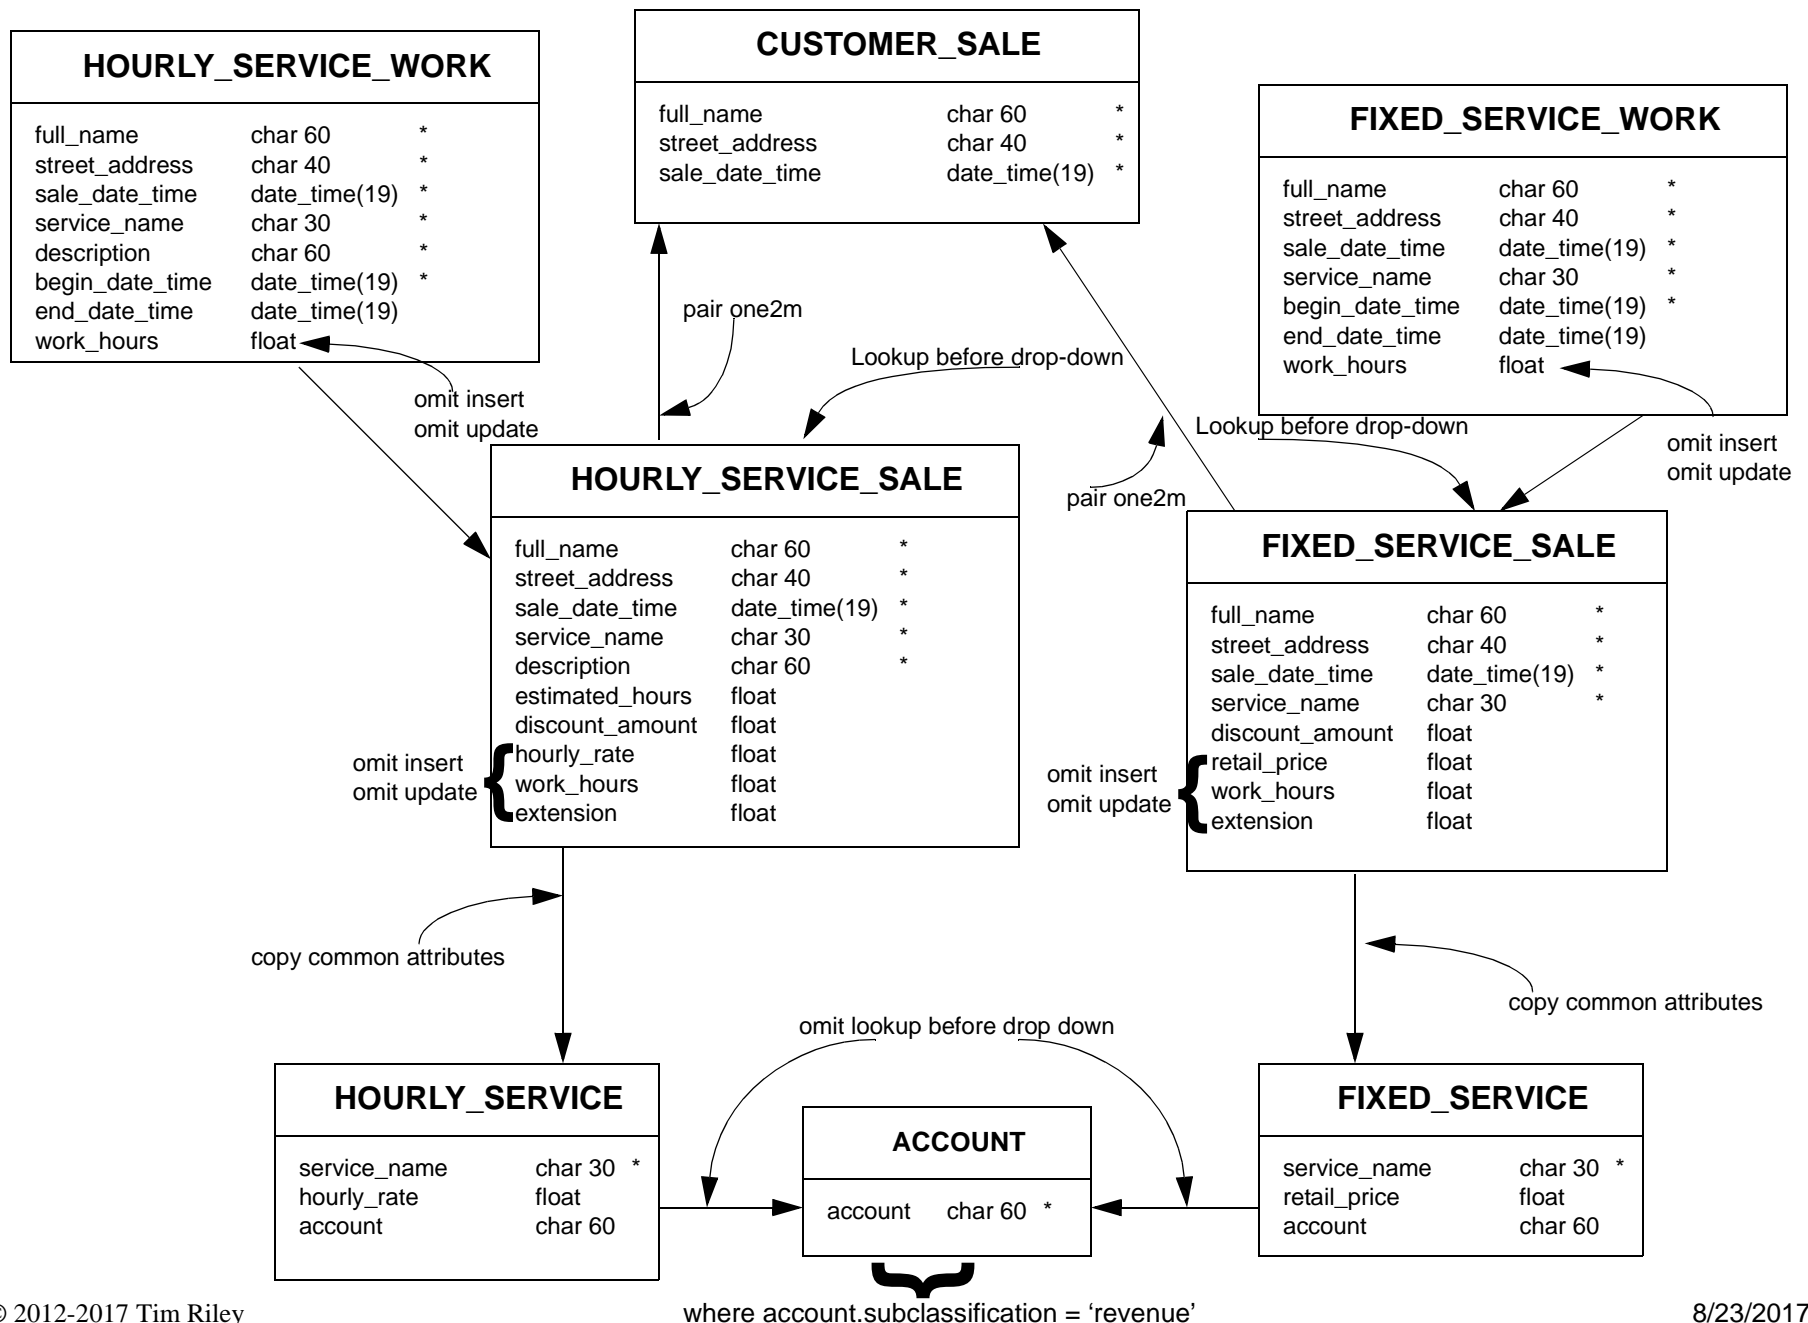 HOURLY_SERVICE_WORK
full_name char 60 *
street_address char 40 *
sale_date_time date_time(19) *
service_name char 30 *
description char 60 *
begin_date_time date_time(19) *
end_date_time date_time(19)
work_hours float
omit insert
omit update
CUSTOMER_SALE
full_name char 60 *
street_address char 40 *
sale_date_time date_time(19) *
FIXED_SERVICE_WORK
full_name char 60 *
street_address char 40 *
sale_date_time date_time(19) *
service_name char 30 *
begin_date_time date_time(19) *
end_date_time date_time(19)
work_hours float
omit insert
omit update
pair one2m
Lookup before drop-down
Lookup before drop-down
pair one2m
HOURLY_SERVICE_SALE
full_name char 60 *
street_address char 40 *
sale_date_time date_time(19) *
service_name char 30 *
description char 60 *
estimated_hours float
discount_amount float
hourly_rate float
work_hours float
extension float
omit insert
omit update
FIXED_SERVICE_SALE
full_name char 60 *
street_address char 40 *
sale_date_time date_time(19) *
service_name char 30 *
discount_amount float
retail_price float
work_hours float
extension float
omit insert
omit update
copy common attributes
copy common attributes
omit lookup before drop down
HOURLY_SERVICE
service_name char 30 *
hourly_rate float
account char 60
ACCOUNT
account char 60 *
FIXED_SERVICE
service_name char 30 *
retail_price float
account char 60
© 2012-2017 Tim Riley
where account.subclassification = ‘revenue’
8/23/2017